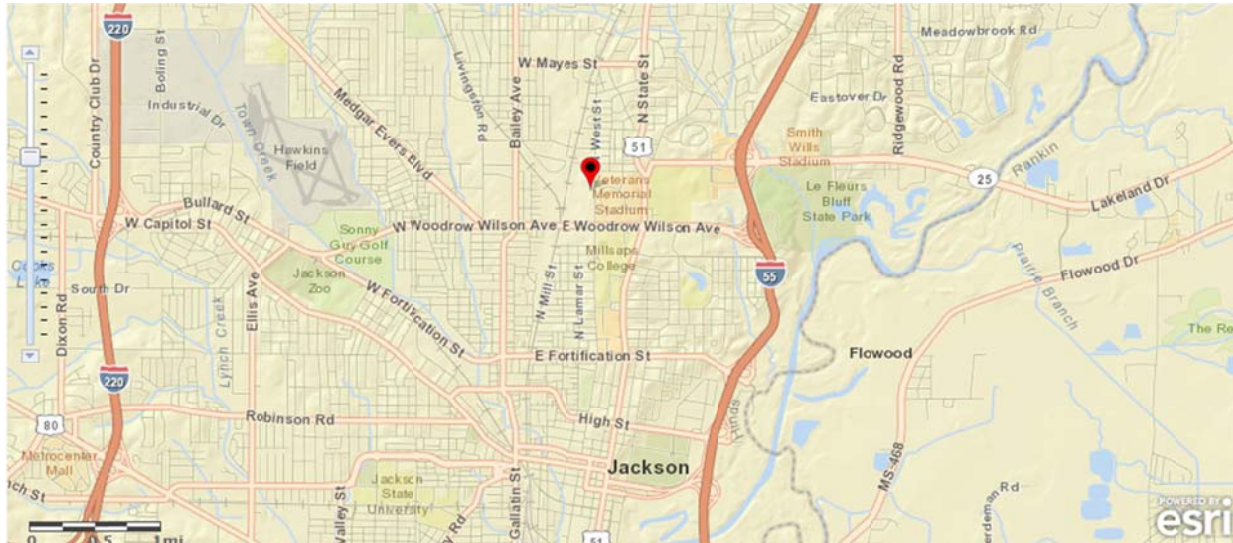 220
Country Club Dr
Boling St
Industrial Dr
Town Creek
Hawkins
Field
Medgar Evers Blvd
Livingston Rd
Bailey Ave
W Mayes St
West St
N State St
51
Meadowbrook Rd
Eastover Dr
Ridgewood Rd
Smith
Wills
Stadium
Rankin
25
Lakeland Dr
Veterans
Memorial
Stadium
Le Fleurs
Bluff
State Park
Bullard St
W Capitol St
Sonny
Guy Golf
Course
W Woodrow Wilson Ave
E Woodrow Wilson Ave
Millsaps
College
55
Flowood Dr
Prairie Branch
Lake
South Dr
Dixon Rd
Jackson
Zoo
Ellis Ave
Lynch Creek
W Fortification St
N Mill St
N Lamar St
E Fortification St
Flowood
The Re
220
Robinson Rd
High St
80
Metrocenter
Mall
Jackson
MS-468
Jackson
State
University
Valley St
Gallatin St
51
erdeman Rd
0 0.5 1mi
POWERED BY
esri